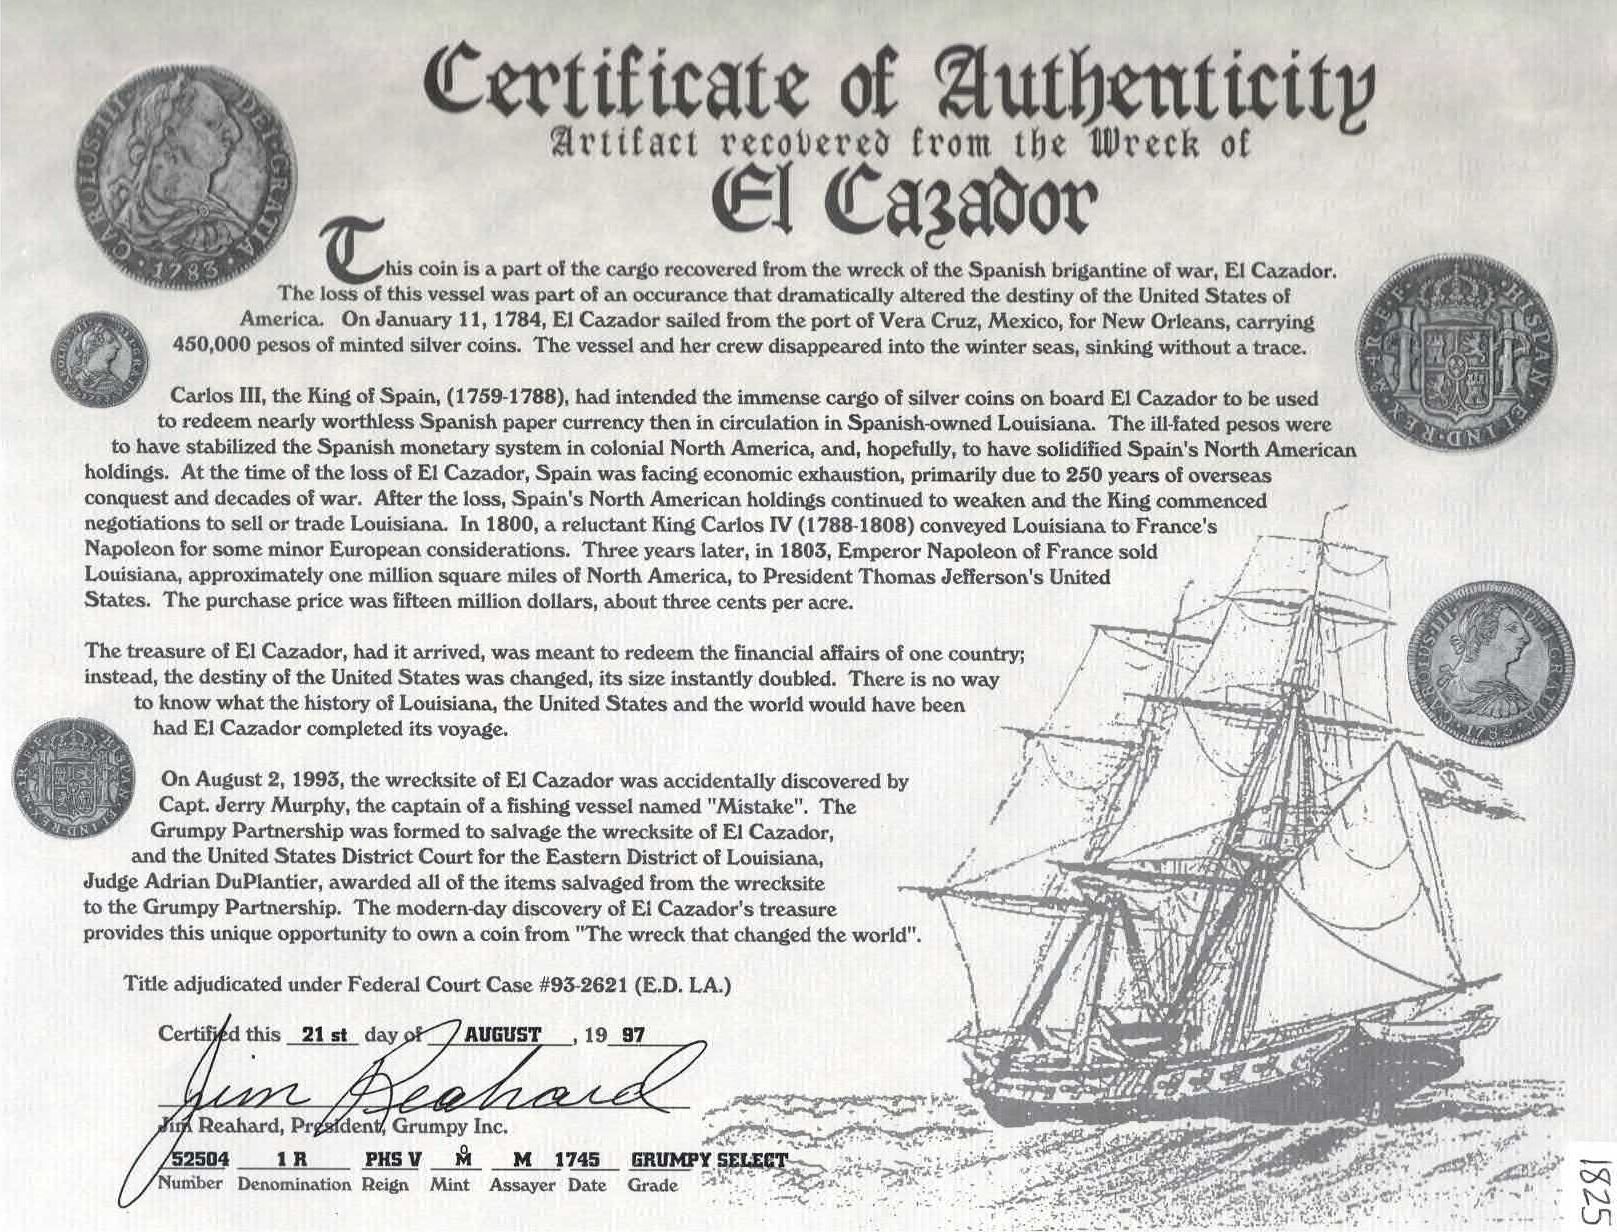 Certificate of Authenticity
Artifact recovered from the Wreck of
El Cazador
CAROLUS·III· DEI·GRATIA·1783·
This coin is a part of the cargo recovered from the wreck of the Spanish brigantine of war, El Cazador.
The loss of this vessel was part of an occurance that dramatically altered the destiny of the United States of
America. On January 11, 1784, El Cazador sailed from the port of Vera Cruz, Mexico, for New Orleans, carrying
450,000 pesos of minted silver coins. The vessel and her crew disappeared into the winter seas, sinking without a trace.
Carlos III, the King of Spain, (1759-1788), had intended the immense cargo of silver coins on board El Cazador to be used
to redeem nearly worthless Spanish paper currency then in circulation in Spanish-owned Louisiana. The ill-fated pesos were
to have stabilized the Spanish monetary system in colonial North America, and, hopefully, to have solidified Spain's North American
holdings. At the time of the loss of El Cazador, Spain was facing economic exhaustion, primarily due to 250 years of overseas
conquest and decades of war. After the loss, Spain's North American holdings continued to weaken and the King commenced
negotiations to sell or trade Louisiana. In 1800, a reluctant King Carlos IV (1788-1808) conveyed Louisiana to France's
Napoleon for some minor European considerations. Three years later, in 1803, Emperor Napoleon of France sold
Louisiana, approximately one million square miles of North America, to President Thomas Jefferson's United
States. The purchase price was fifteen million dollars, about three cents per acre.
The treasure of El Cazador, had it arrived, was meant to redeem the financial affairs of one country;
instead, the destiny of the United States was changed, its size instantly doubled. There is no way
to know what the history of Louisiana, the United States and the world would have been
had El Cazador completed its voyage.
CAROLUS·III· DEI·GRATIA·1783·
On August 2, 1993, the wrecksite of El Cazador was accidentally discovered by
Capt. Jerry Murphy, the captain of a fishing vessel named "Mistake". The
Grumpy Partnership was formed to salvage the wrecksite of El Cazador,
and the United States District Court for the Eastern District of Louisiana,
Judge Adrian DuPlantier, awarded all of the items salvaged from the wrecksite
to the Grumpy Partnership. The modern-day discovery of El Cazador's treasure
provides this unique opportunity to own a coin from "The wreck that changed the world".
Title adjudicated under Federal Court Case #93-2621 (E.D. LA.)
Certified this 21 st day of AUGUST , 19 97
Jim Reahard
Jim Reahard, President, Grumpy Inc.
52504 1 R PHS V M̊ M 1745 GRUMPY SELECT
Number Denomination Reign Mint Assayer Date Grade
1825